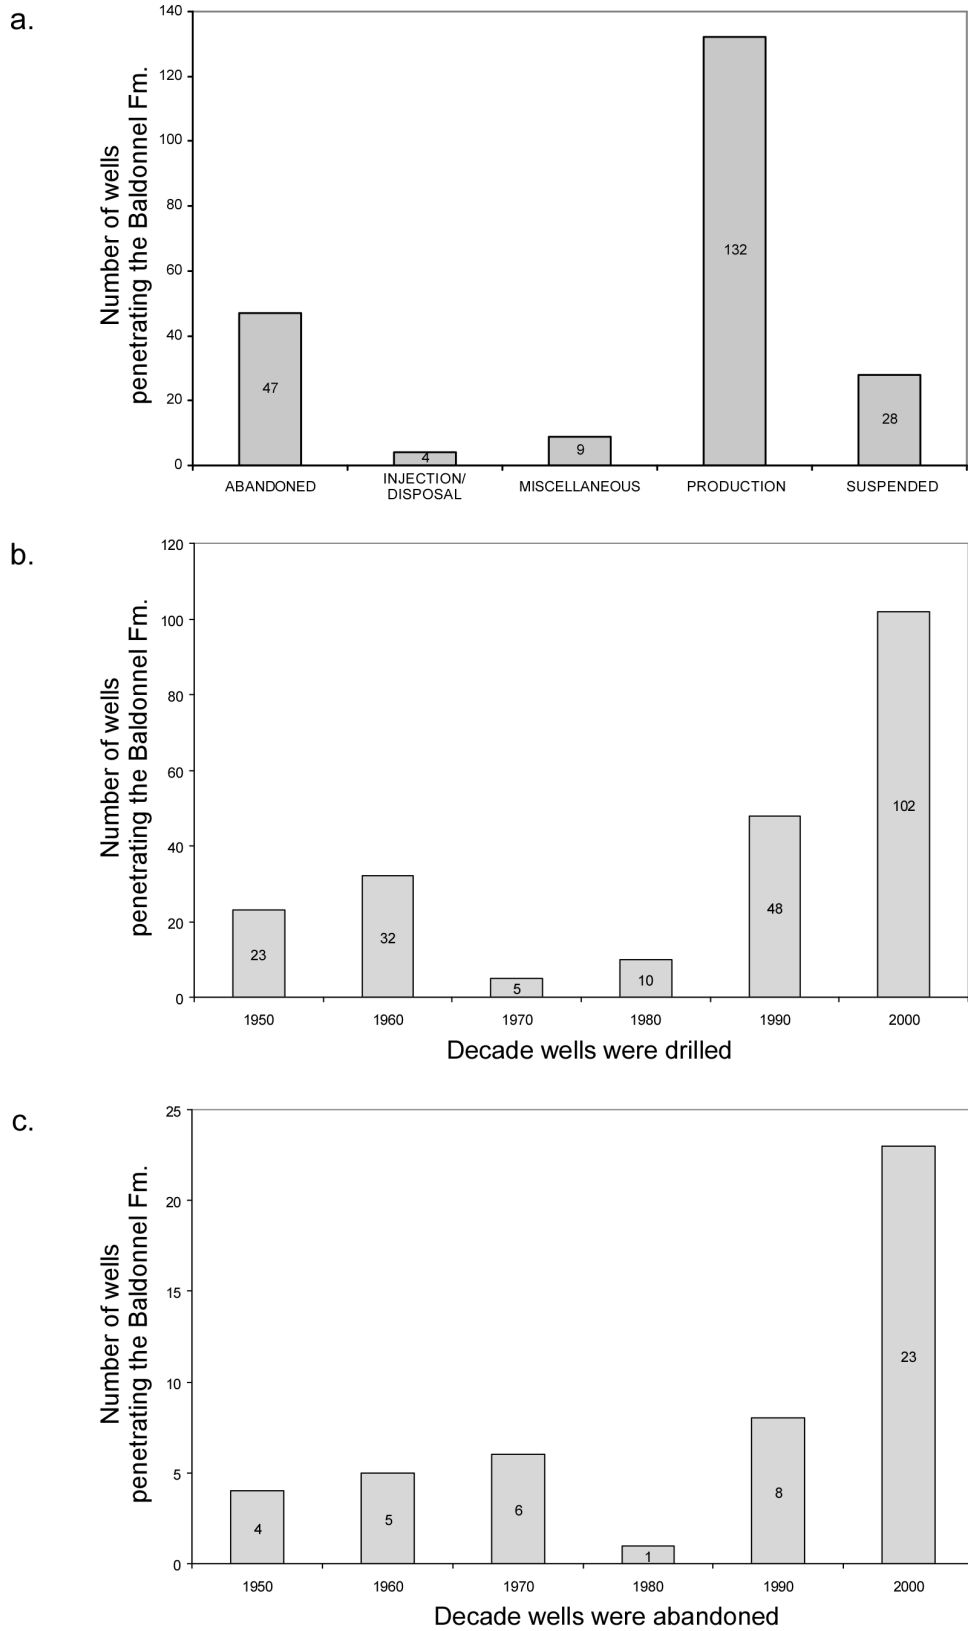 a.
Number of wells
penetrating the Baldonnel Fm.
140
120
100
80
60
40
20
0
47
4
9
132
28
ABANDONED
INJECTION/
DISPOSAL
MISCELLANEOUS
PRODUCTION
SUSPENDED
b.
Number of wells
penetrating the Baldonnel Fm.
120
100
80
60
40
20
0
23
32
5
10
48
102
1950
1960
1970
1980
1990
2000
Decade wells were drilled
c.
Number of wells
penetrating the Baldonnel Fm.
25
20
15
10
5
0
4
5
6
1
8
23
1950
1960
1970
1980
1990
2000
Decade wells were abandoned